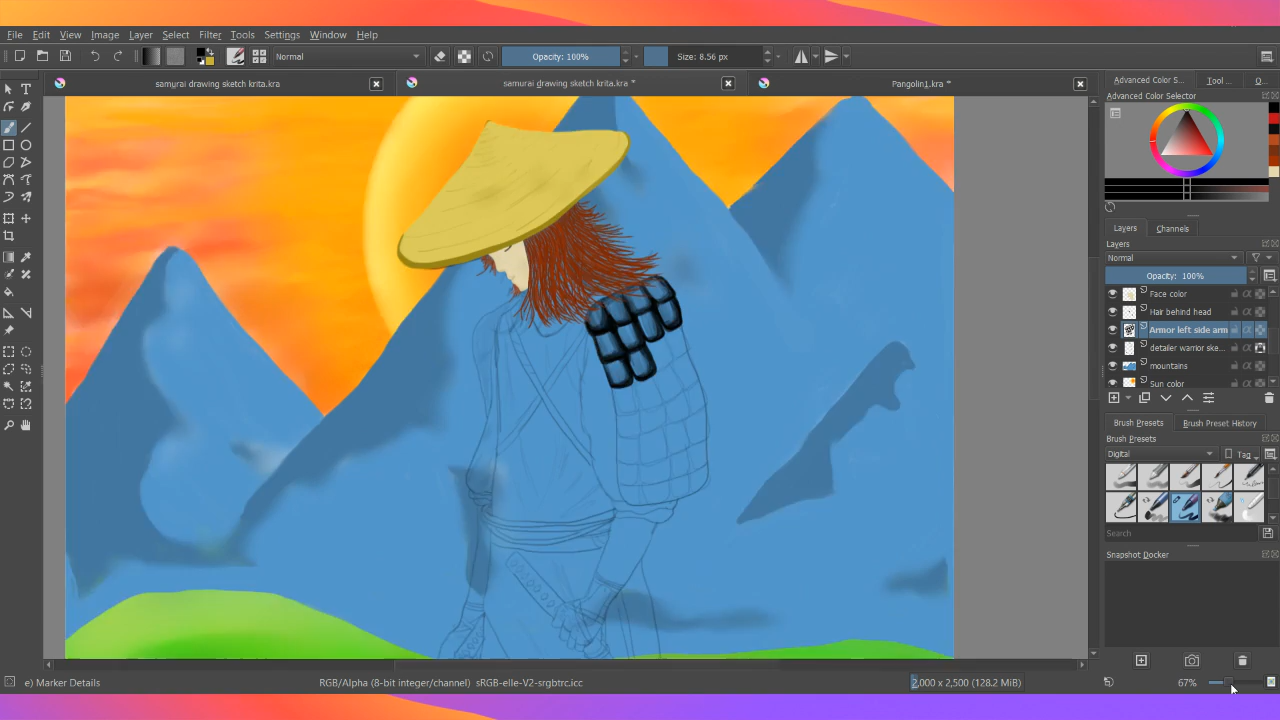 File Edit View Image Layer Select Filter Tools Settings Window Help
Normal Opacity: 100% Size: 8.56 px
samurai drawing sketch krita.kra samurai drawing sketch krita.kra * Pangolin1.kra *
Advanced Color S... Tool ... O...
Advanced Color Selector
Layers Channels
Layers
Normal
Opacity: 100%
Face color
Hair behind head
Armor left side arm
detailer warrior ske...
mountains
Sun color
Brush Presets Brush Preset History
Brush Presets
Digital Tag
Search
Snapshot Docker
e) Marker Details RGB/Alpha (8-bit integer/channel) sRGB-elle-V2-srgbtrc.icc 2,000 x 2,500 (128.2 MiB) 67%